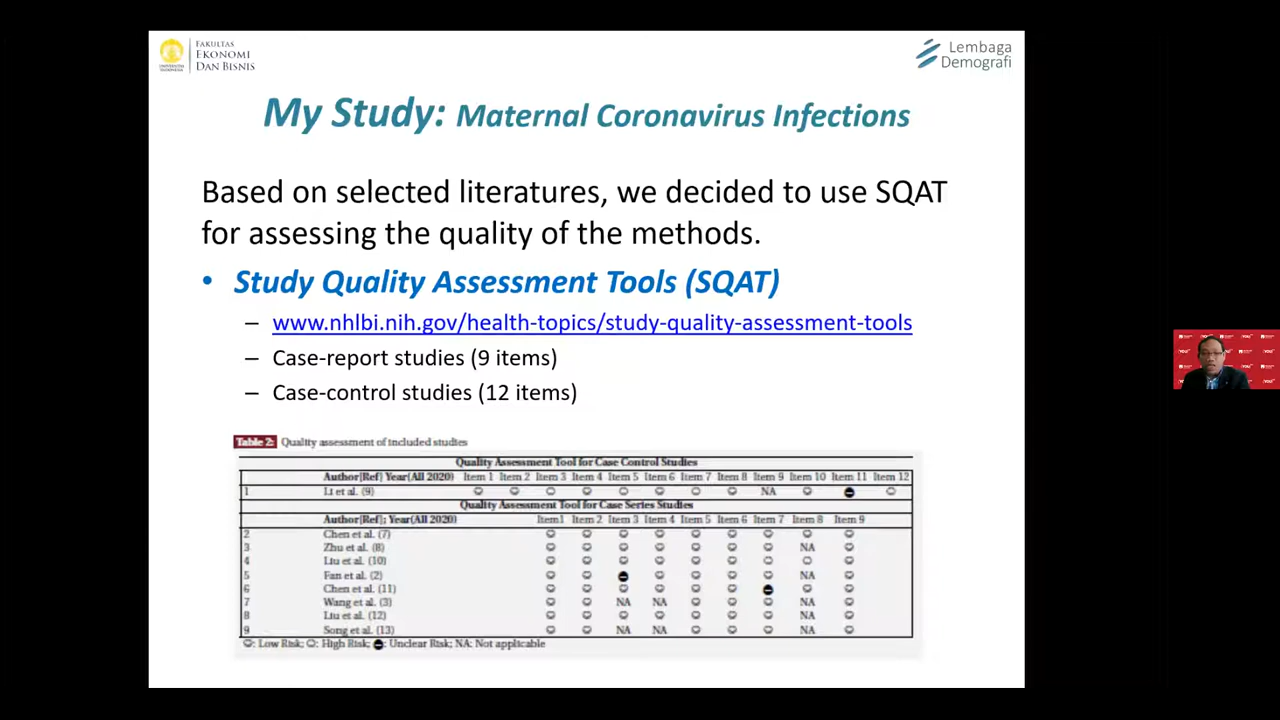 FAKULTAS
EKONOMI
DAN BISNIS
Lembaga
Demografi
My Study: Maternal Coronavirus Infections
Based on selected literatures, we decided to use SQAT
for assessing the quality of the methods.
• Study Quality Assessment Tools (SQAT)
– www.nhlbi.nih.gov/health-topics/study-quality-assessment-tools
– Case-report studies (9 items)
– Case-control studies (12 items)
Table 2: Quality assessment of included studies
Quality Assessment Tool for Case Control Studies
Author[Ref] Year(All 2020) Item 1 Item 2 Item 3 Item 4 Item 5 Item 6 Item 7 Item 8 Item 9 Item 10 Item 11 Item 12
1 Li et al. (9) NA
Quality Assessment Tool for Case Series Studies
Author[Ref]; Year(All 2020) Item1 Item 2 Item 3 Item 4 Item 5 Item 6 Item 7 Item 8 Item 9
2 Chen et al. (7)
3 Zhu et al. (8) NA
4 Liu et al. (10)
5 Fan et al. (2) NA
6 Chen et al. (11)
7 Wang et al. (3) NA NA NA
8 Liu et al. (12) NA
9 Song et al. (13) NA NA NA
: Low Risk; : High Risk; : Unclear Risk; NA: Not applicable